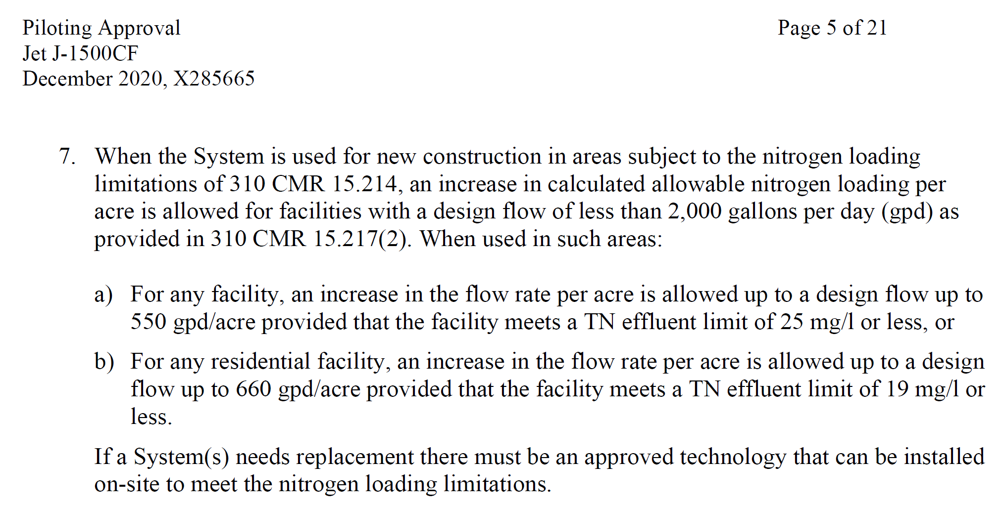 Piloting Approval
Page 5 of 21
Jet J-1500CF
December 2020, X285665
7. When the System is used for new construction in areas subject to the nitrogen loading
limitations of 310 CMR 15.214, an increase in calculated allowable nitrogen loading per
acre is allowed for facilities with a design flow of less than 2,000 gallons per day (gpd) as
provided in 310 CMR 15.217(2). When used in such areas:
a) For any facility, an increase in the flow rate per acre is allowed up to a design flow up to
550 gpd/acre provided that the facility meets a TN effluent limit of 25 mg/l or less, or
b) For any residential facility, an increase in the flow rate per acre is allowed up to a design
flow up to 660 gpd/acre provided that the facility meets a TN effluent limit of 19 mg/l or
less.
If a System(s) needs replacement there must be an approved technology that can be installed
on-site to meet the nitrogen loading limitations.